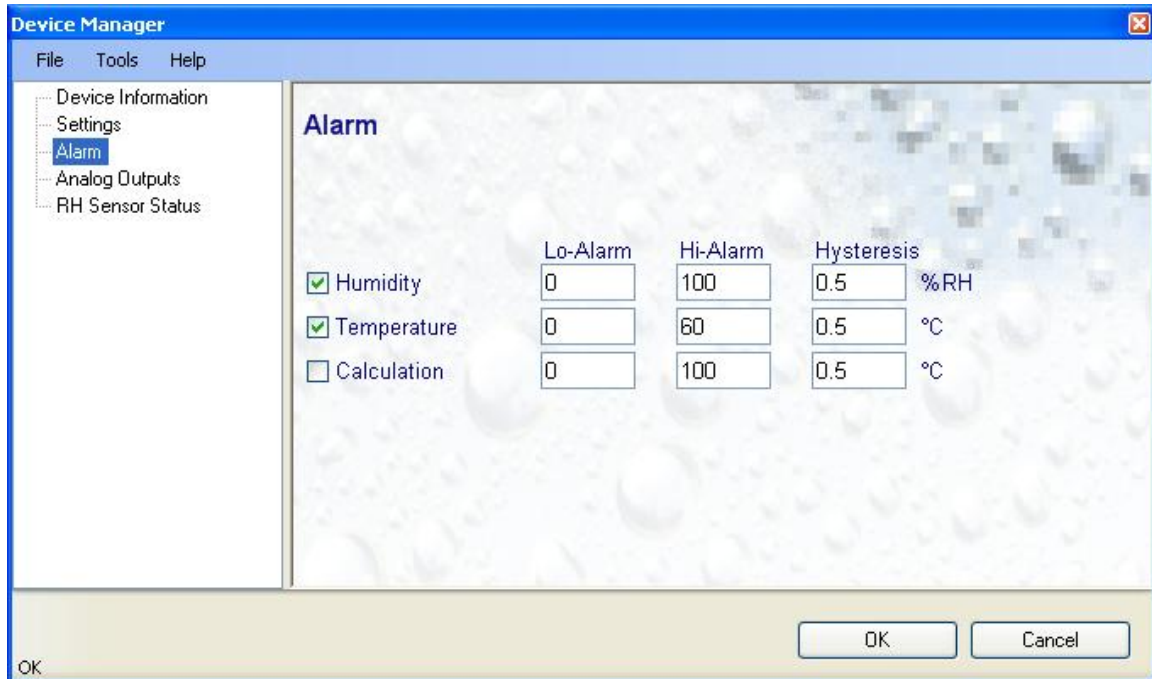 Device Manager
File Tools Help
Device Information
Settings
Alarm
Analog Outputs
RH Sensor Status
Alarm
Lo-Alarm Hi-Alarm Hysteresis
Humidity 0 100 0.5 %RH
Temperature 0 60 0.5 °C
Calculation 0 100 0.5 °C
OK Cancel
OK